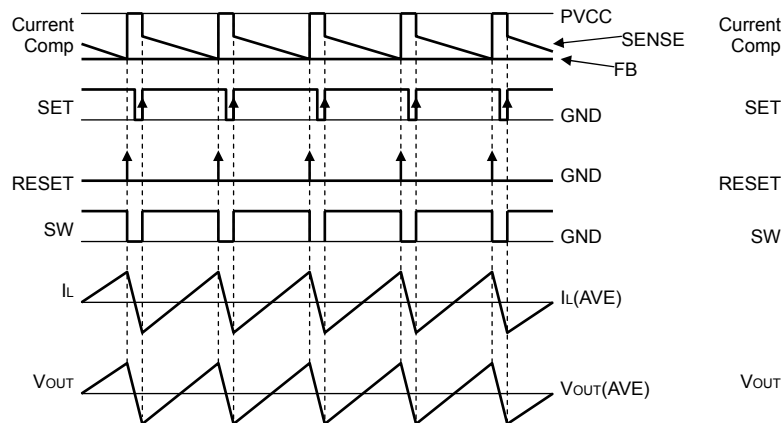 Current
Comp
PVCC
SENSE
FB
SET
GND
RESET
GND
SW
GND
IL
IL(AVE)
VOUT
VOUT(AVE)
Current
Comp
SET
RESET
SW
VOUT